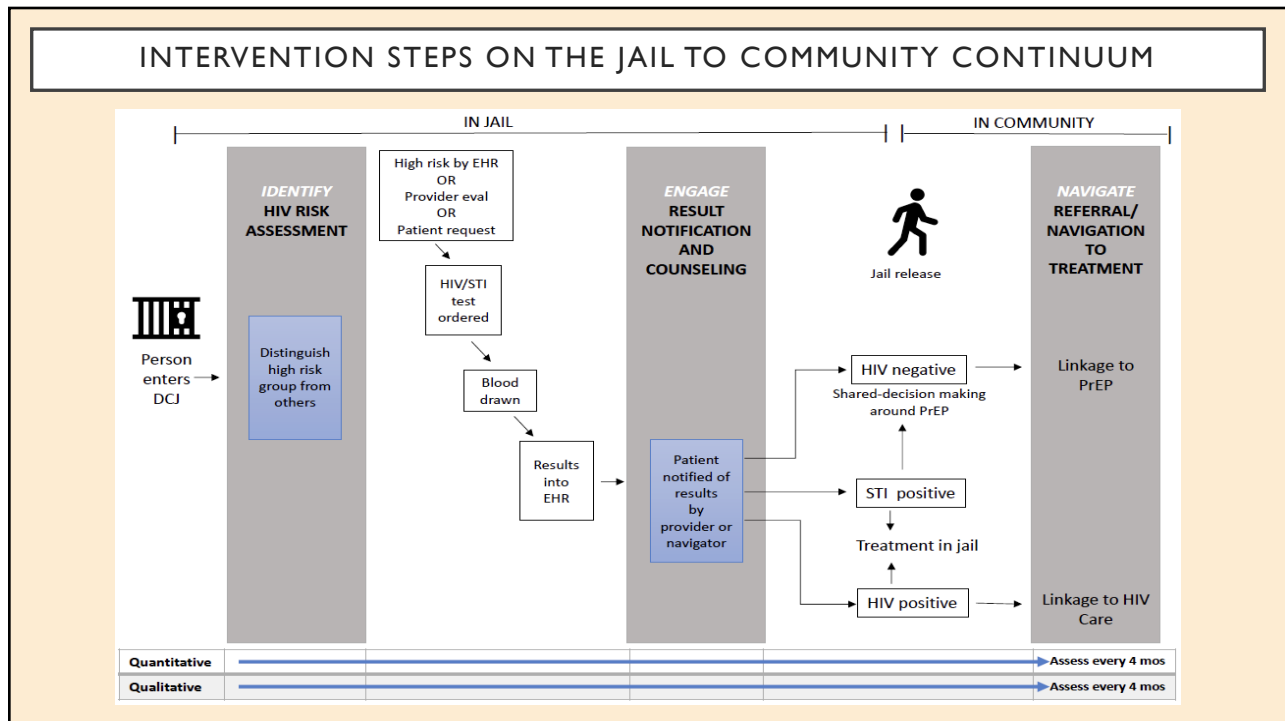 INTERVENTION STEPS ON THE JAIL TO COMMUNITY CONTINUUM
IN JAIL
IN COMMUNITY
Person
enters
DCJ
IDENTIFY
HIV RISK
ASSESSMENT
Distinguish
high risk
group from
others
High risk by EHR
OR
Provider eval
OR
Patient request
HIV/STI
test
ordered
Blood
drawn
Results
into
EHR
ENGAGE
RESULT
NOTIFICATION
AND
COUNSELING
Patient
notified of
results
by
provider or
navigator
Jail release
HIV negative
Shared-decision making
around PrEP
STI positive
Treatment in jail
HIV positive
NAVIGATE
REFERRAL/
NAVIGATION
TO
TREATMENT
Linkage to
PrEP
Linkage to HIV
Care
Quantitative
Assess every 4 mos
Qualitative
Assess every 4 mos